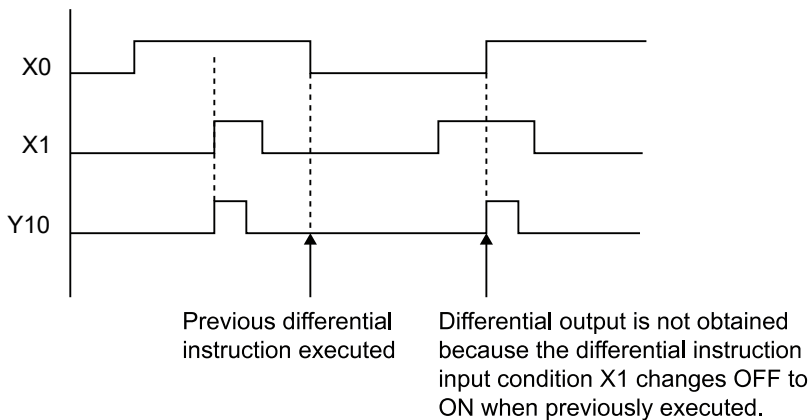 X0
X1
Y10
Previous differential
instruction executed
Differential output is not obtained
because the differential instruction
input condition X1 changes OFF to
ON when previously executed.